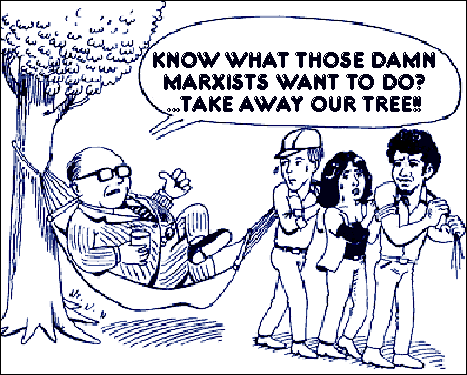 KNOW WHAT THOSE DAMN
MARXISTS WANT TO DO?
...TAKE AWAY OUR TREE!!